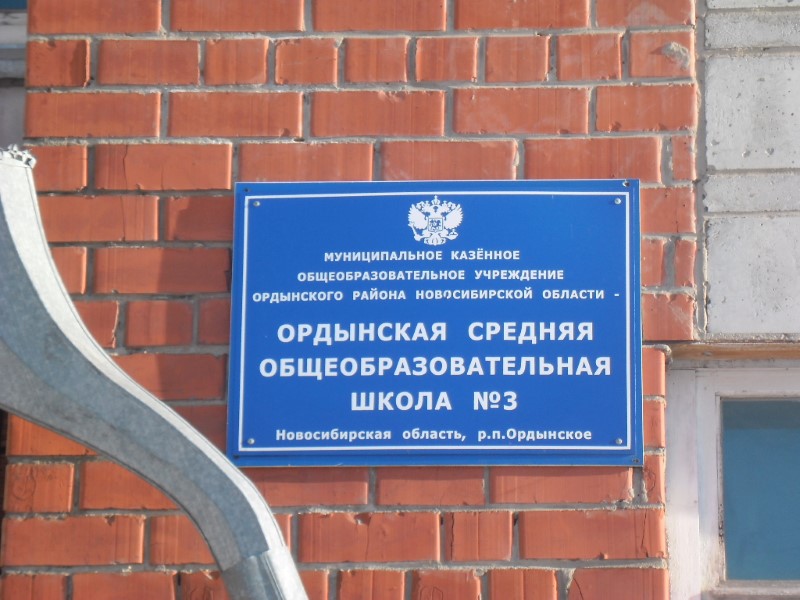 МУНИЦИПАЛЬНОЕ КАЗЁННОЕ
ОБЩЕОБРАЗОВАТЕЛЬНОЕ УЧРЕЖДЕНИЕ
ОРДЫНСКОГО РАЙОНА НОВОСИБИРСКОЙ ОБЛАСТИ -
ОРДЫНСКАЯ СРЕДНЯЯ
ОБЩЕОБРАЗОВАТЕЛЬНАЯ
ШКОЛА №3
Новосибирская область, р.п.Ордынское